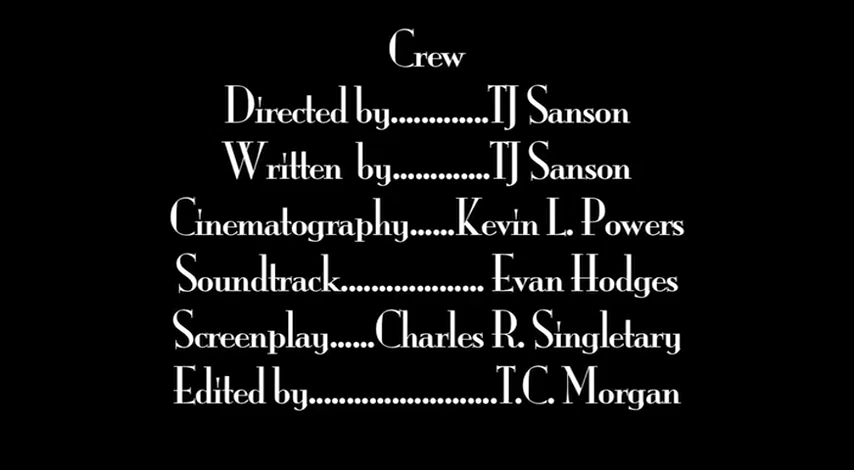 Crew
Directed by.............TJ Sanson
Written by.............TJ Sanson
Cinematography......Kevin L. Powers
Soundtrack................... Evan Hodges
Screenplay......Charles R. Singletary
Edited by.........................T.C. Morgan